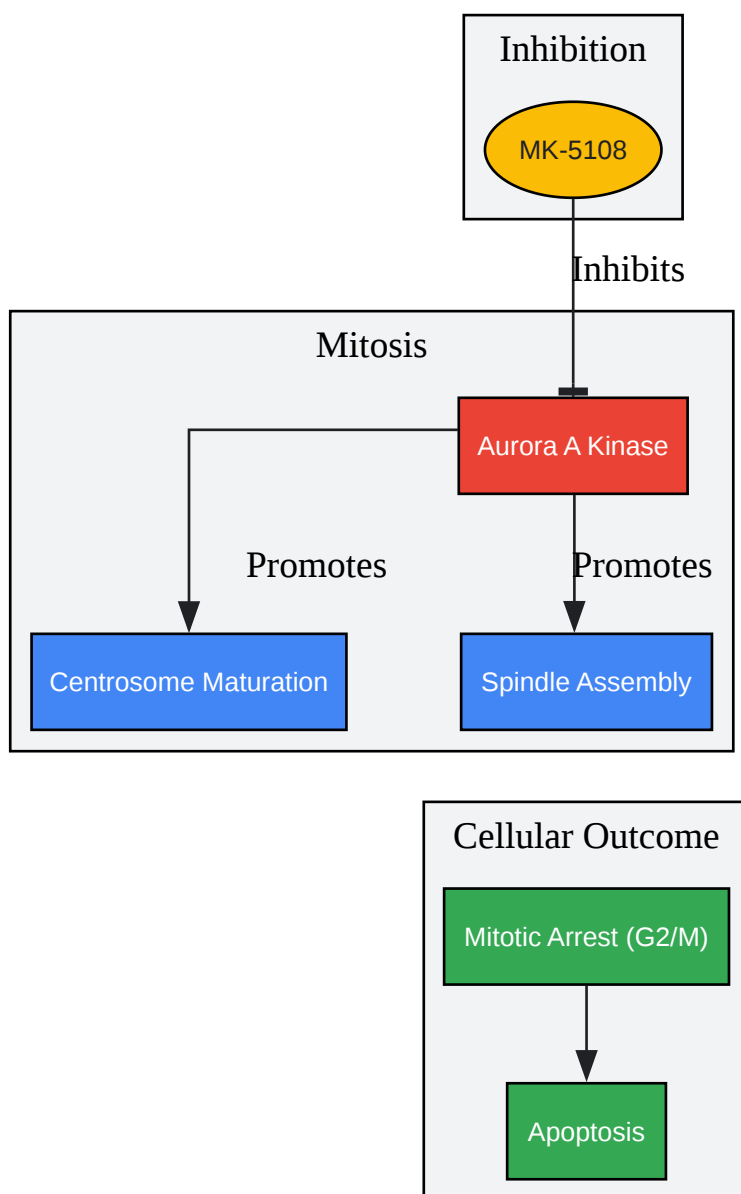 Inhibition
MK-5108
Inhibits
Mitosis
Aurora A Kinase
Promotes
Promotes
Centrosome Maturation
Spindle Assembly
Cellular Outcome
Mitotic Arrest (G2/M)
Apoptosis